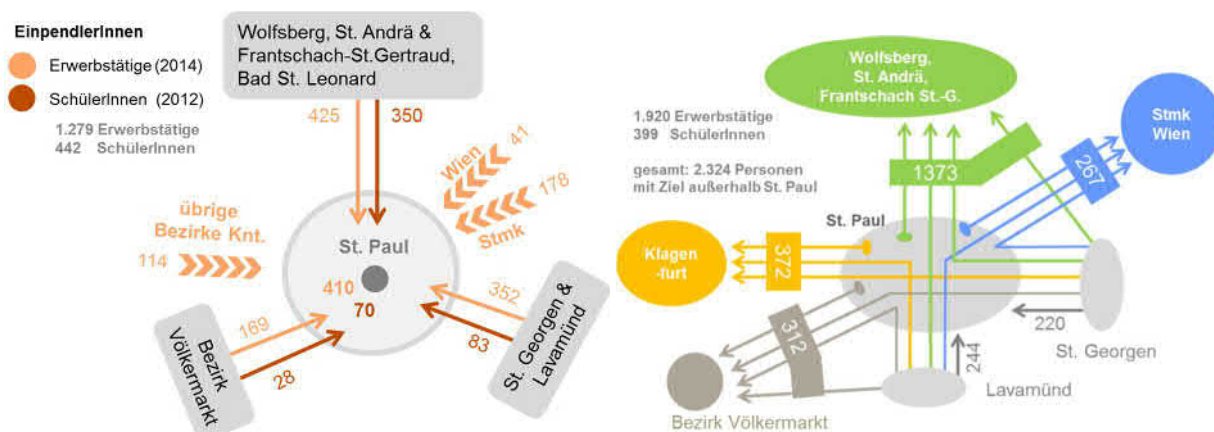 EinpendlerInnen
Erwerbstätige (2014)
SchülerInnen (2012)
1.279 Erwerbstätige
442 SchülerInnen
Wolfsberg, St. Andrä &
Frantschach-St.Gertraud,
Bad St. Leonard
425
350
Wien
41
178
Stmk
übrige
Bezirke Knt.
114
St. Paul
410
70
169
28
Bezirk
Völkermarkt
352
83
St. Georgen &
Lavamünd
Wolfsberg,
St. Andrä,
Frantschach St.-G.
1.920 Erwerbstätige
399 SchülerInnen
gesamt: 2.324 Personen
mit Ziel außerhalb St. Paul
Stmk
Wien
1373
267
St. Paul
Klagen
-furt
372
312
220
St. Georgen
244
Lavamünd
Bezirk Völkermarkt